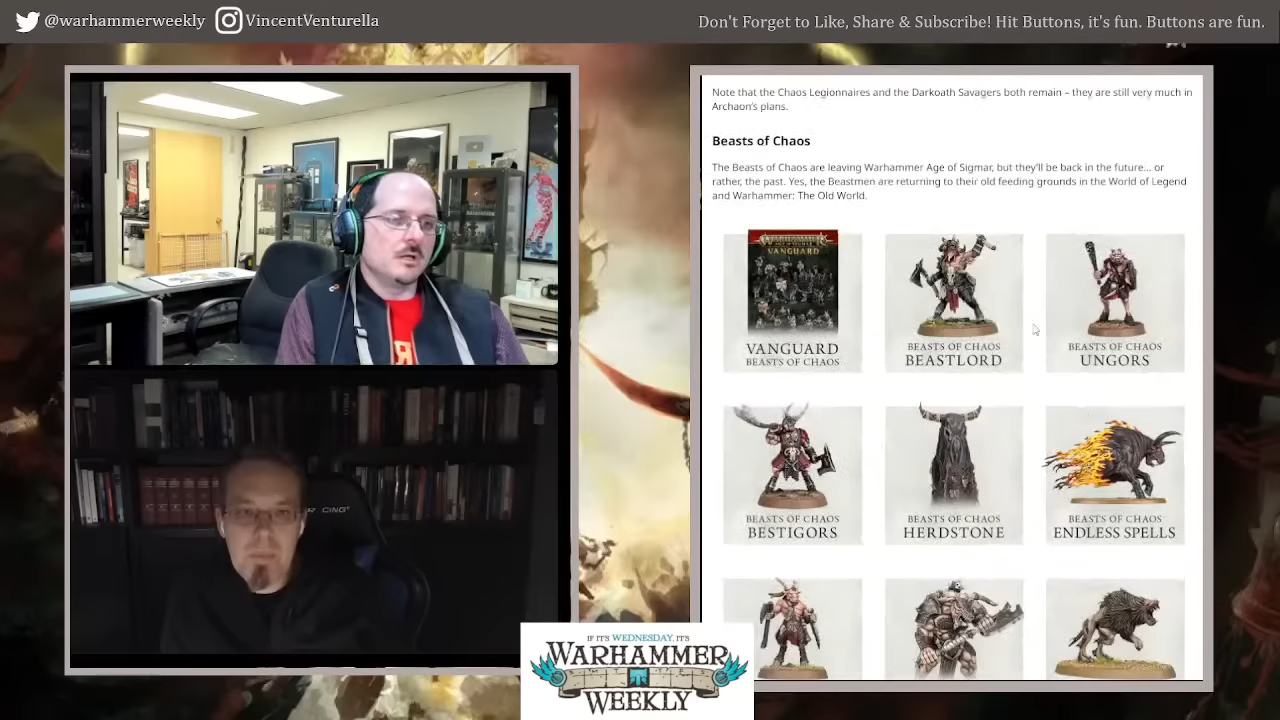 @warhammerweekly VincentVenturella
Don't Forget to Like, Share & Subscribe! Hit Buttons, it's fun. Buttons are fun.
Note that the Chaos Legionnaires and the Darkoath Savagers both remain – they are still very much in
Archaon's plans.
Beasts of Chaos
The Beasts of Chaos are leaving Warhammer Age of Sigmar, but they'll be back in the future... or
rather, the past. Yes, the Beastmen are returning to their old feeding grounds in the World of Legend
and Warhammer: The Old World.
WARHAMMER
VANGUARD
VANGUARD
BEASTS OF CHAOS
BEASTS OF CHAOS
BEASTLORD
BEASTS OF CHAOS
UNGORS
BEASTS OF CHAOS
BESTIGORS
BEASTS OF CHAOS
HERDSTONE
BEASTS OF CHAOS
ENDLESS SPELLS
IF IT'S WEDNESDAY, IT'S
WARHAMMER
WEEKLY